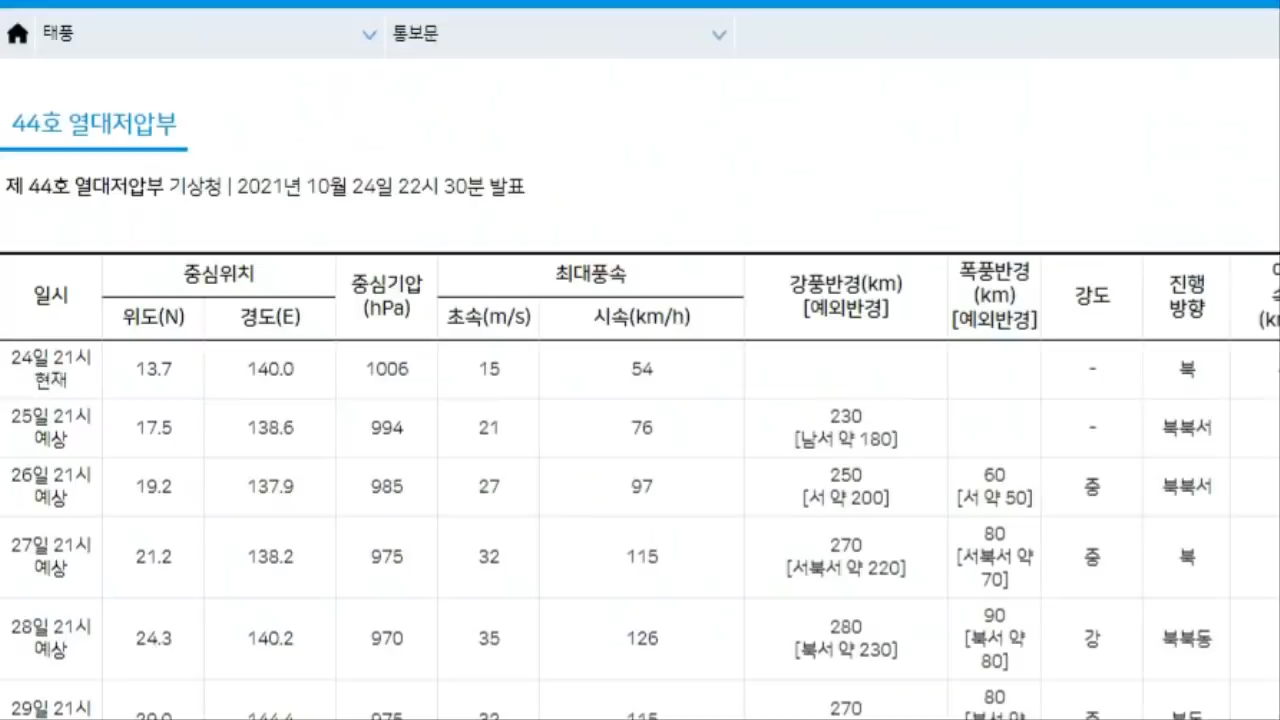 태풍 통보문
44호 열대저압부
제 44호 열대저압부 기상청 | 2021년 10월 24일 22시 30분 발표
일시 중심위치 중심기압 (hPa) 최대풍속 강풍반경(km) [예외반경] 폭풍반경 (km) [예외반경] 강도 진행 방향
위도(N) 경도(E) 초속(m/s) 시속(km/h)
24일 21시 현재 13.7 140.0 1006 15 54 - 북
25일 21시 예상 17.5 138.6 994 21 76 230 [남서 약 180] - 북북서
26일 21시 예상 19.2 137.9 985 27 97 250 [서 약 200] 60 [서 약 50] 중 북북서
27일 21시 예상 21.2 138.2 975 32 115 270 [서북서 약 220] 80 [서북서 약 70] 중 북
28일 21시 예상 24.3 140.2 970 35 126 280 [북서 약 230] 90 [북서 약 80] 강 북북동
29일 21시 270 80